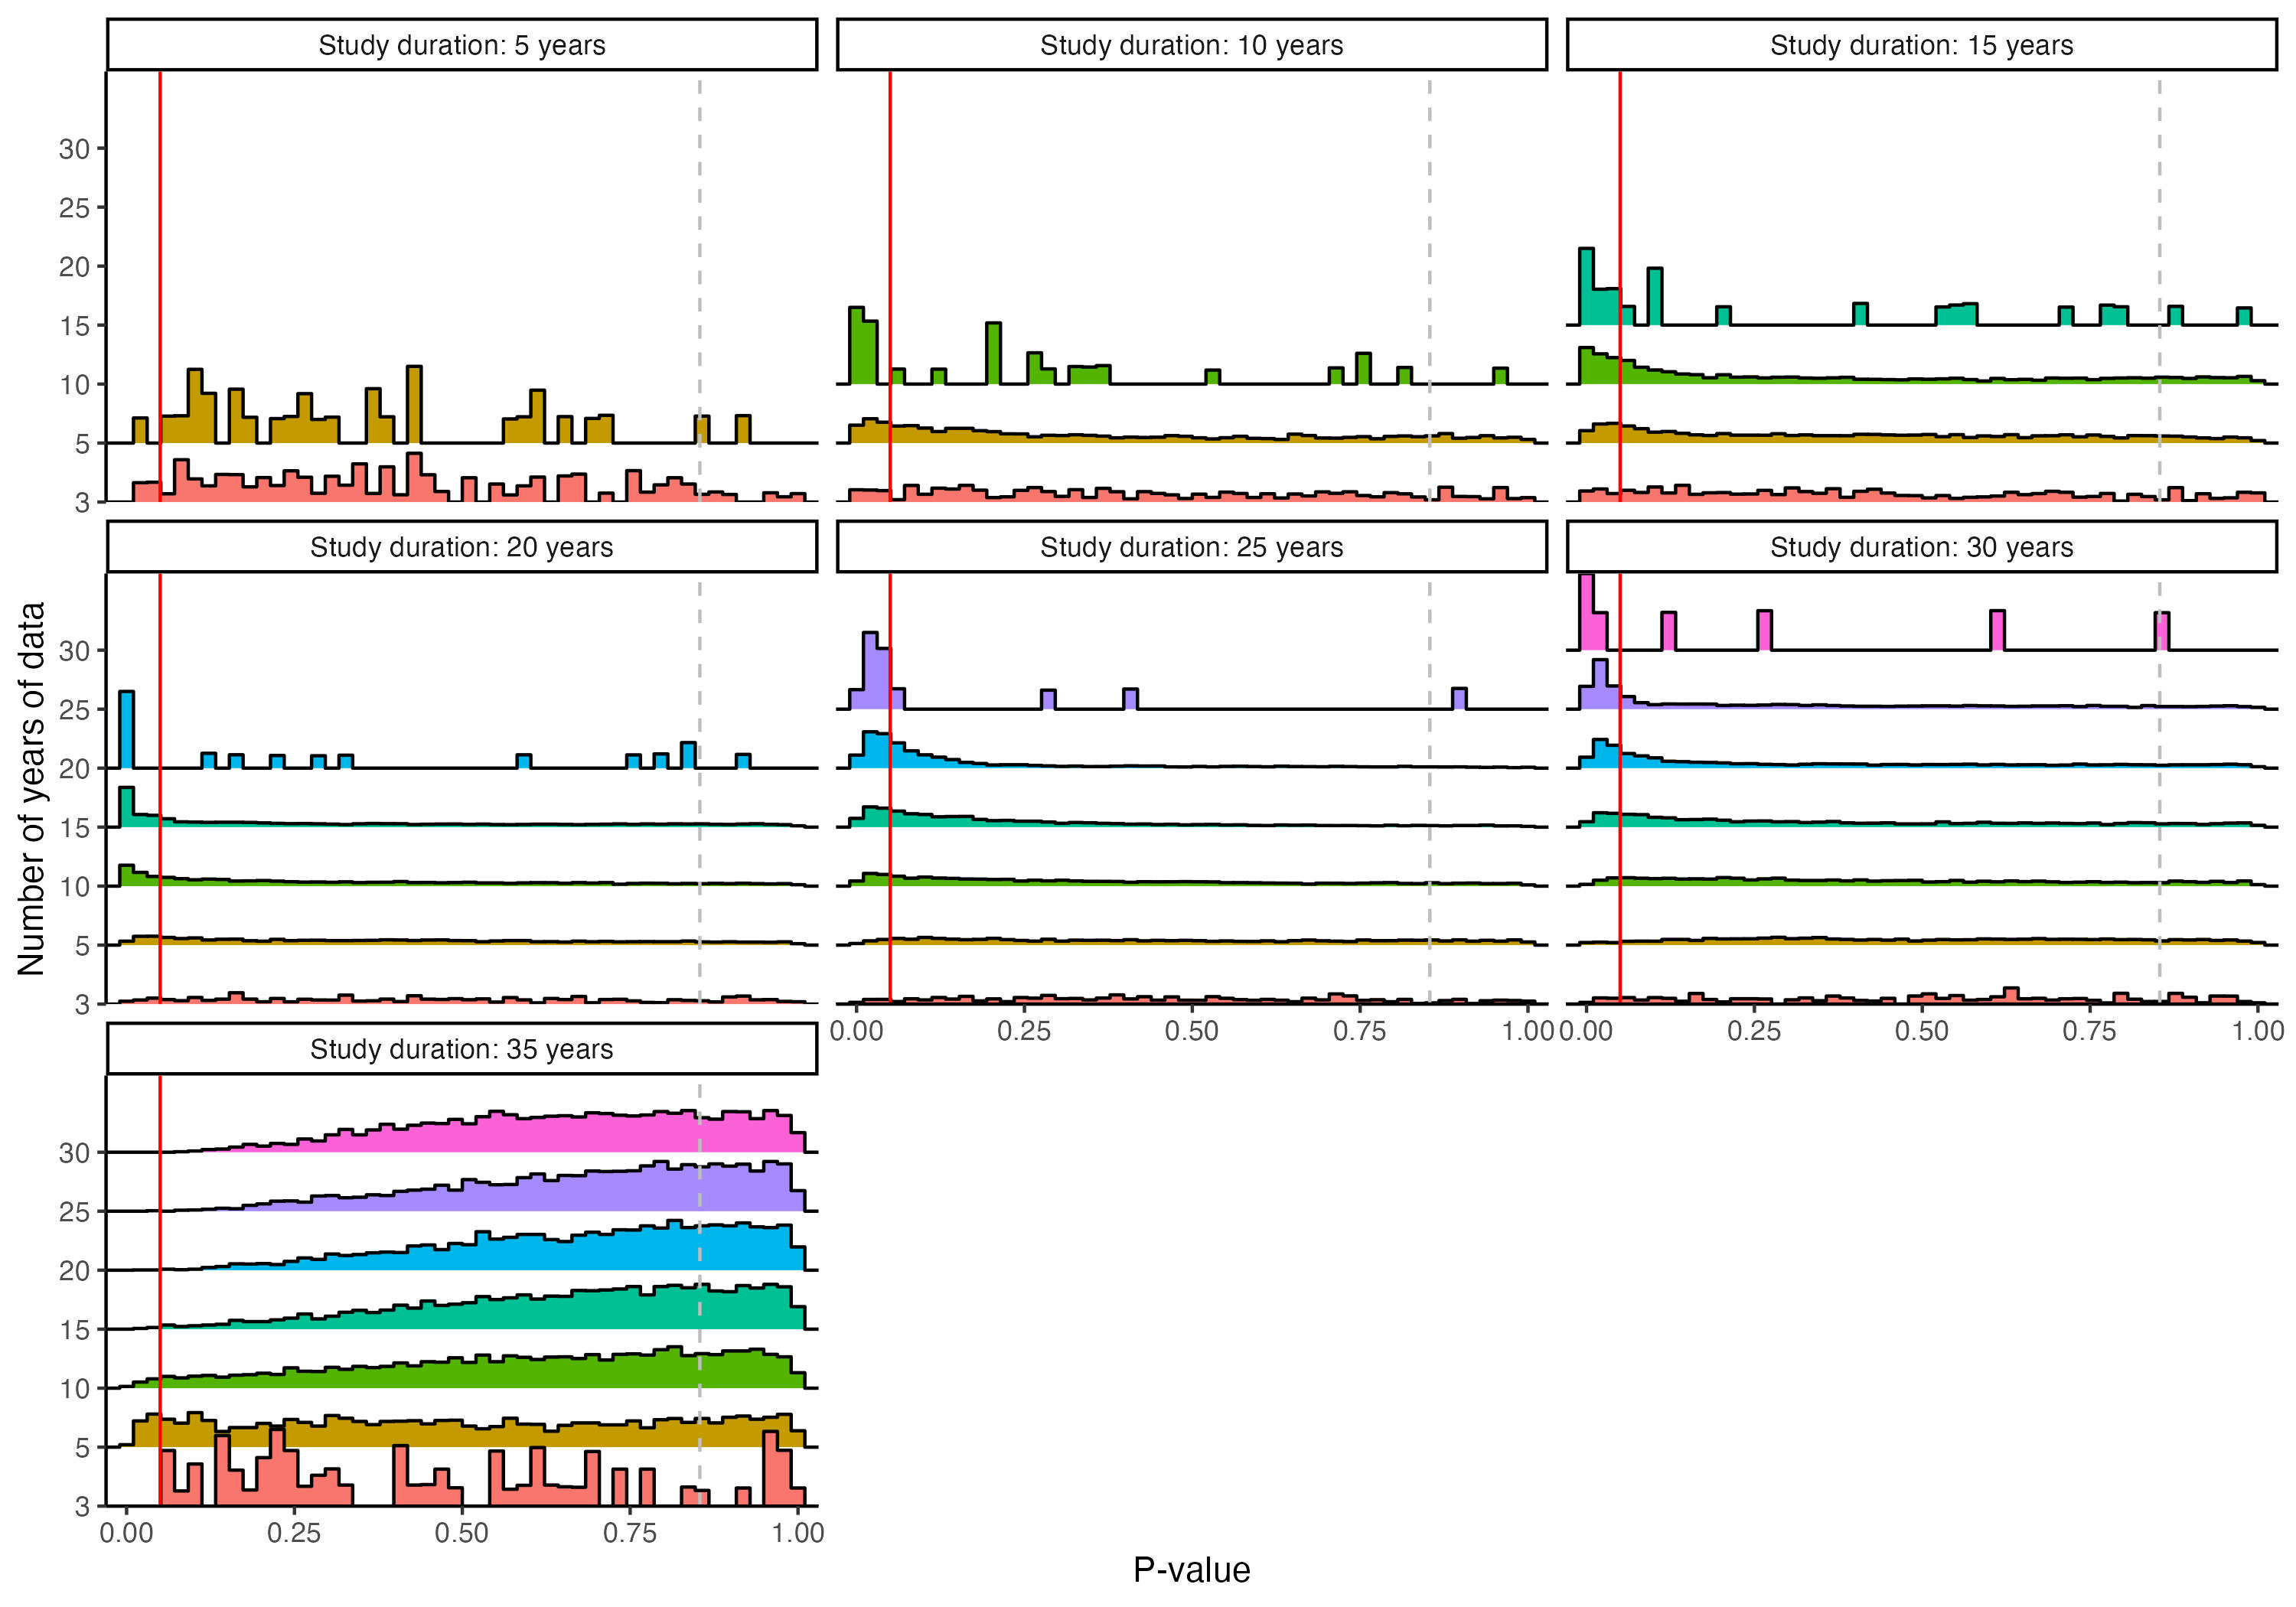 Study duration: 5 years
Study duration: 10 years
Study duration: 15 years
30
25
20
15
10
5
3
Study duration: 20 years
Study duration: 25 years
Study duration: 30 years
Number of years of data
30
25
20
15
10
5
3
0.00 0.25 0.50 0.75 1.00
0.00 0.25 0.50 0.75 1.00
Study duration: 35 years
30
25
20
15
10
5
3
0.00 0.25 0.50 0.75 1.00
P-value